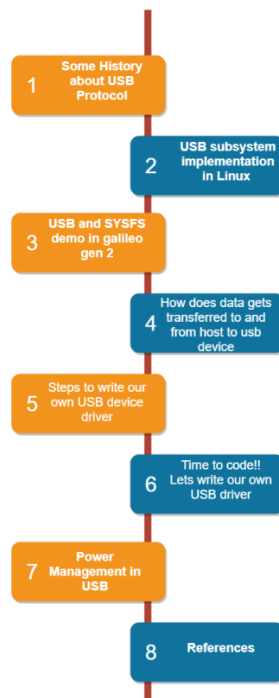 1
Some History
about USB
Protocol
2
USB subsystem
implementation
in Linux
3
USB and SYSFS
demo in galileo
gen 2
4
How does data gets
transferred to and
from host to usb
device
5
Steps to write our
own USB device
driver
6
Time to code!!
Lets write our own
USB driver
7
Power
Management in
USB
8
References